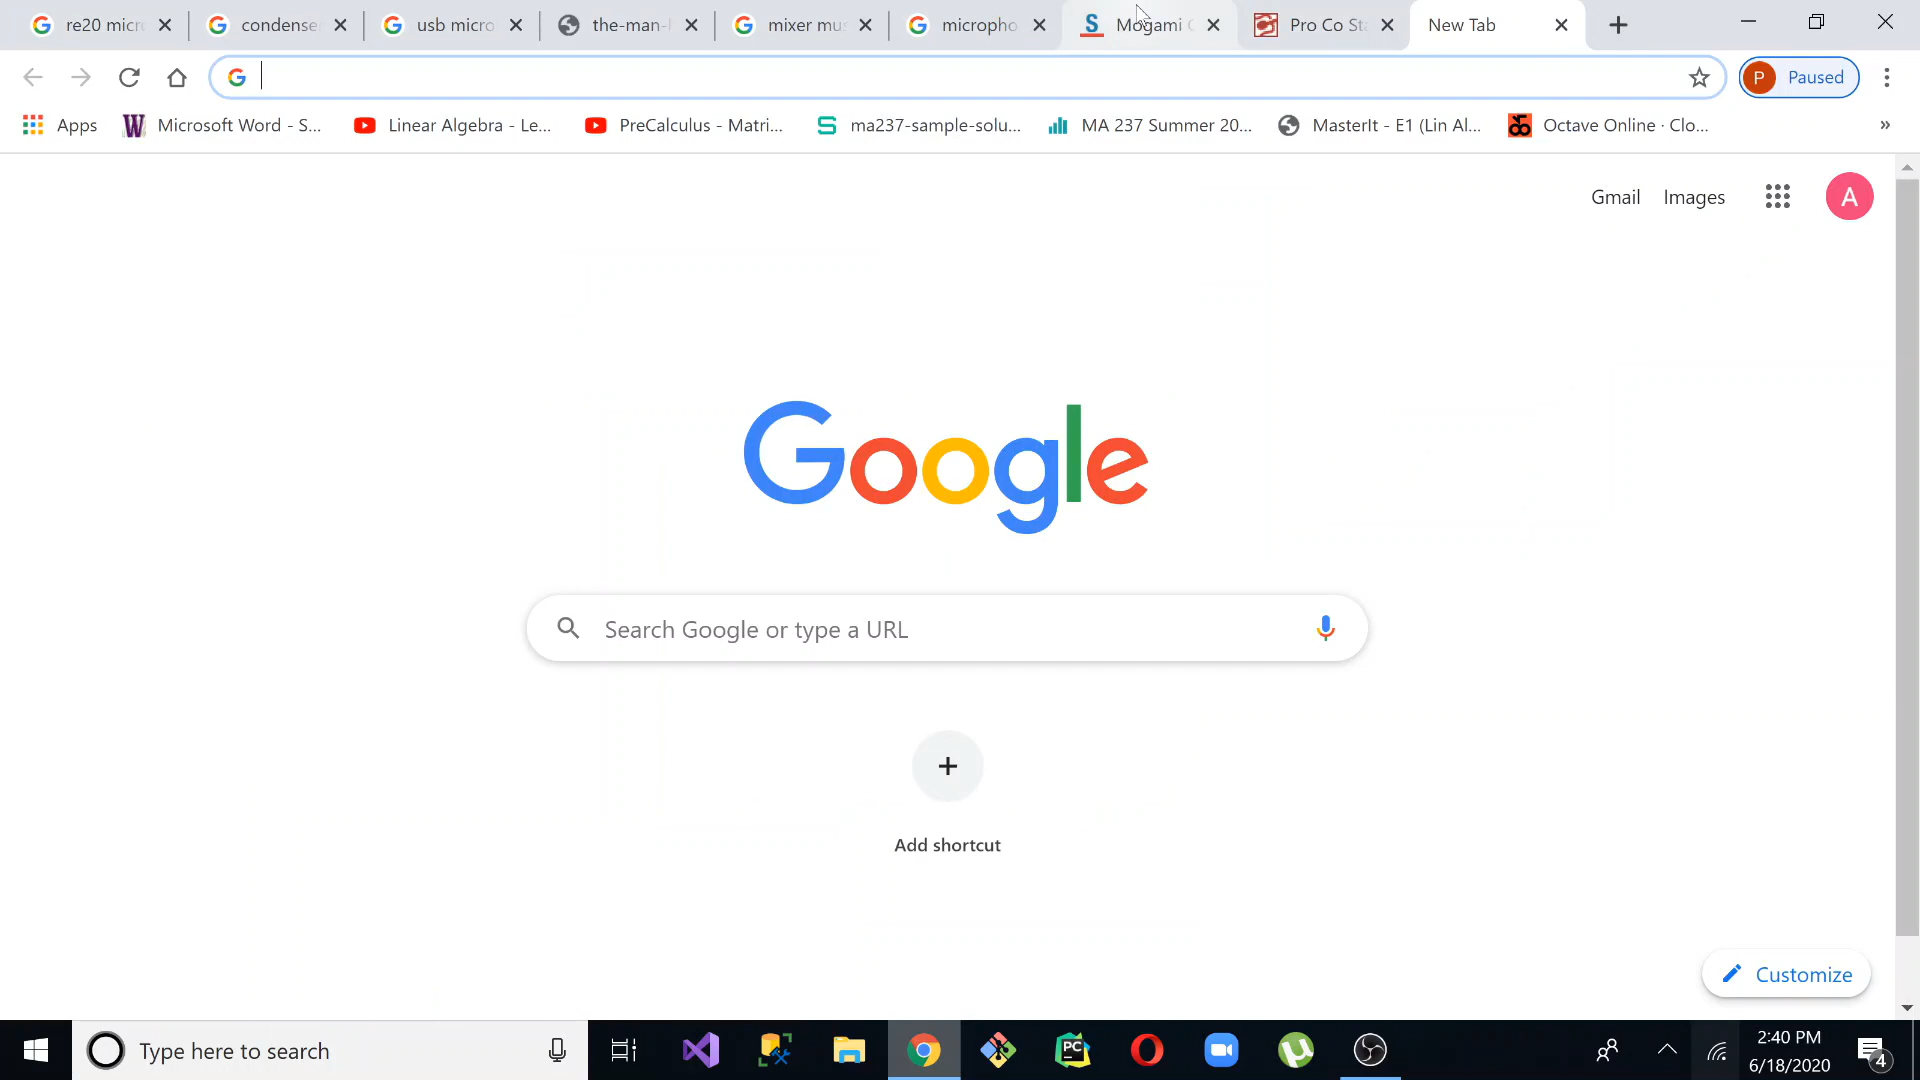 re20 micr
condense
usb micro
the-man-
mixer mus
micropho
Mogami
Pro Co Sta
New Tab
P Paused
Apps
Microsoft Word - S...
Linear Algebra - Le...
PreCalculus - Matri...
ma237-sample-solu...
MA 237 Summer 20...
MasterIt - E1 (Lin Al...
Octave Online · Clo...
»
Gmail
Images
A
Google
Search Google or type a URL
Add shortcut
Customize
Type here to search
2:40 PM
6/18/2020
4